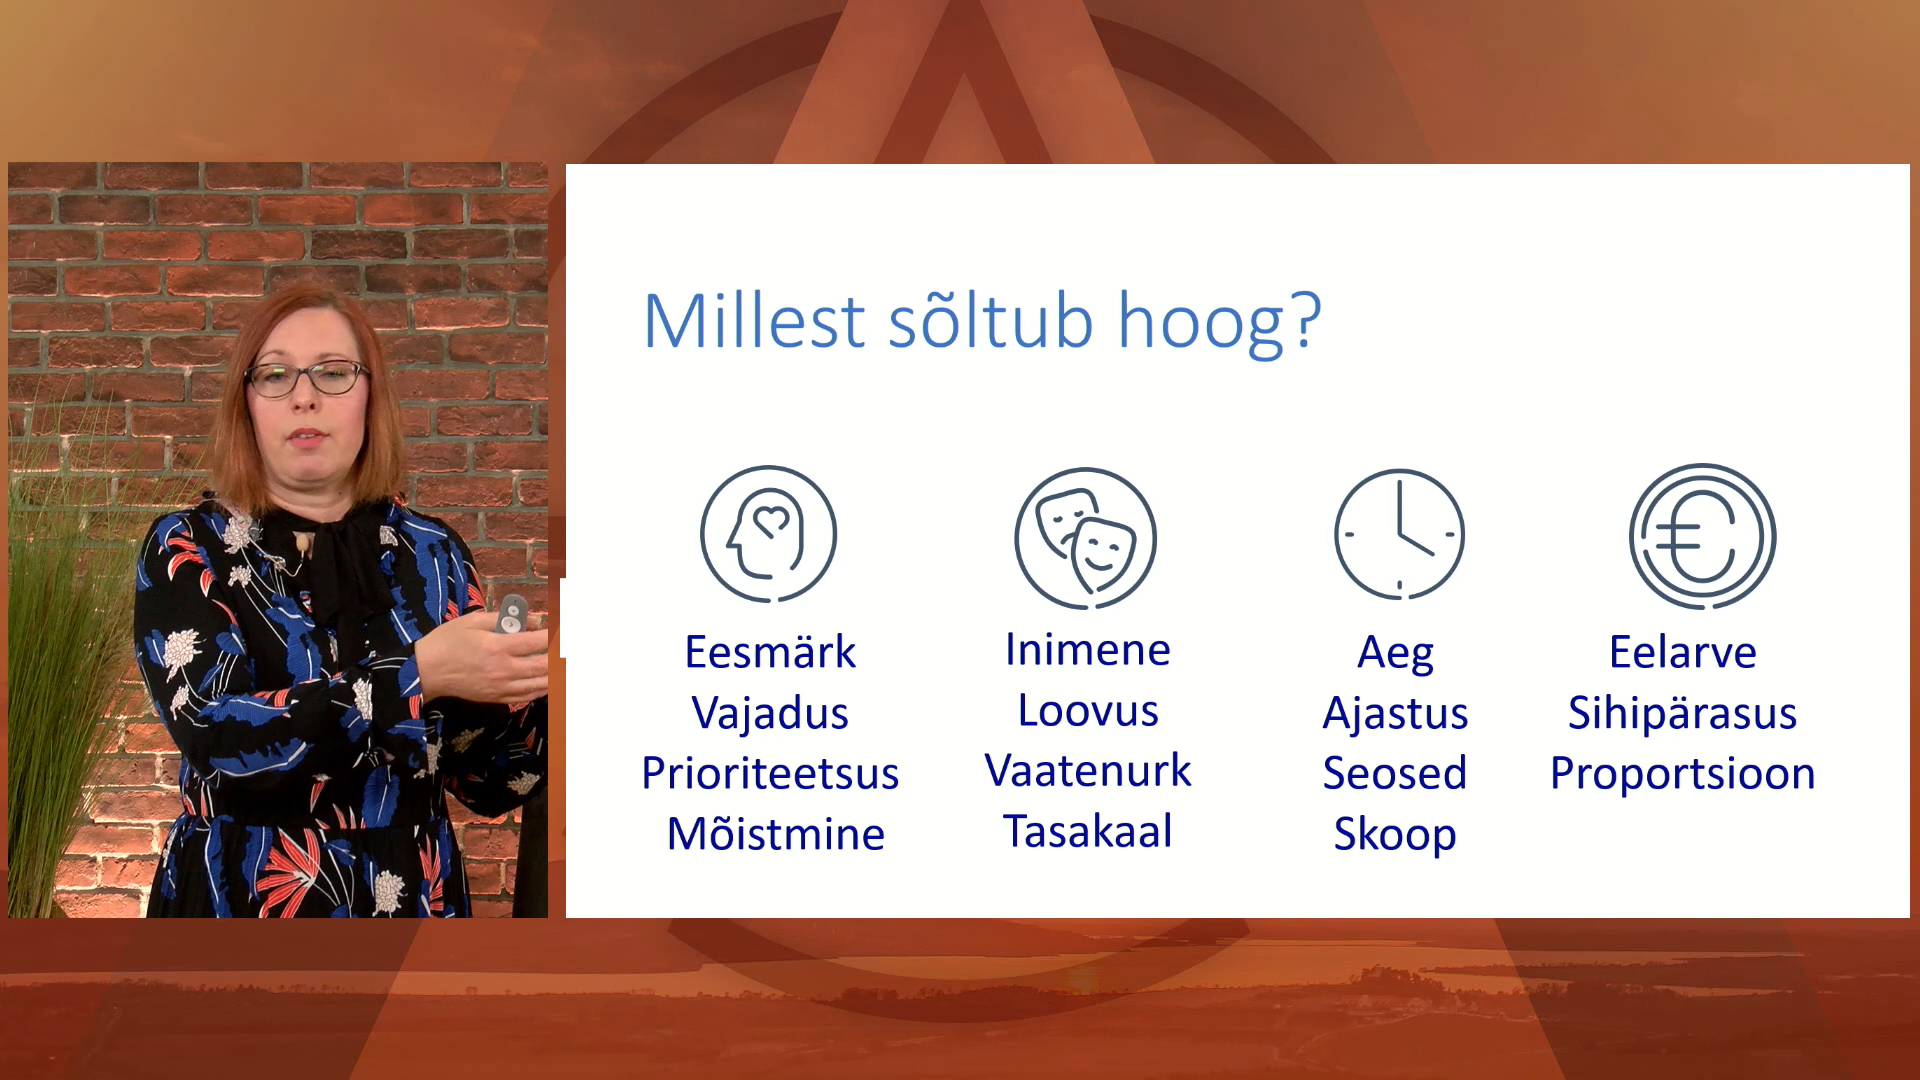 Millest sõltub hoog?
Eesmärk
Vajadus
Prioriteetsus
Mõistmine
Inimene
Loovus
Vaatenurk
Tasakaal
Aeg
Ajastus
Seosed
Skoop
Eelarve
Sihipärasus
Proportsioon